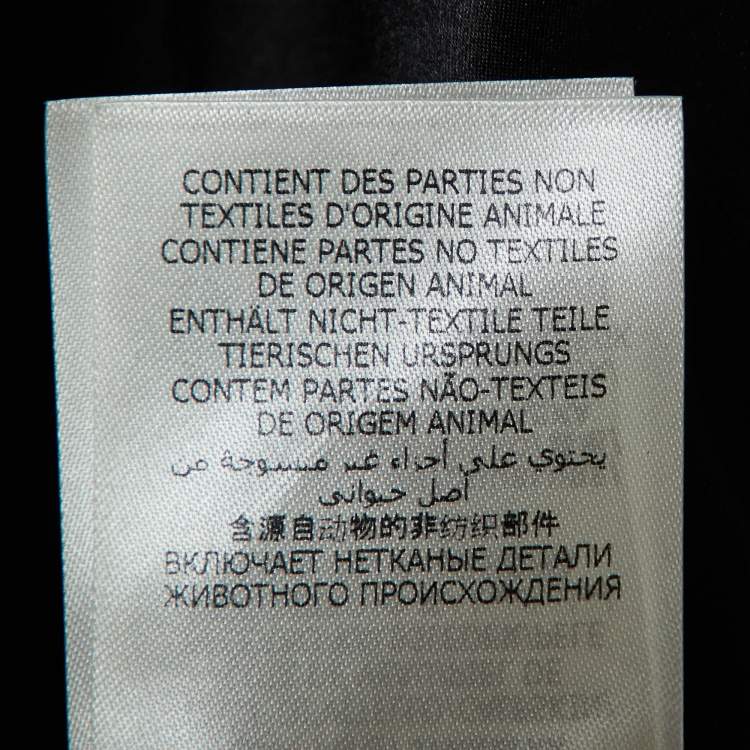 CONTIENT DES PARTIES NON
TEXTILES D'ORIGINE ANIMALE
CONTIENE PARTES NO TEXTILES
DE ORIGEN ANIMAL
ENTHÄLT NICHT-TEXTILE TEILE
TIERISCHEN URSPRUNGS
CONTEM PARTES NÃO-TEXTEIS
DE ORIGEM ANIMAL
يحتوي على أجزاء غير منسوجة من
أصل حيواني
含源自动物的非纺织部件
ВКЛЮЧАЕТ НЕТКАНЫЕ ДЕТАЛИ
ЖИВОТНОГО ПРОИСХОЖДЕНИЯ